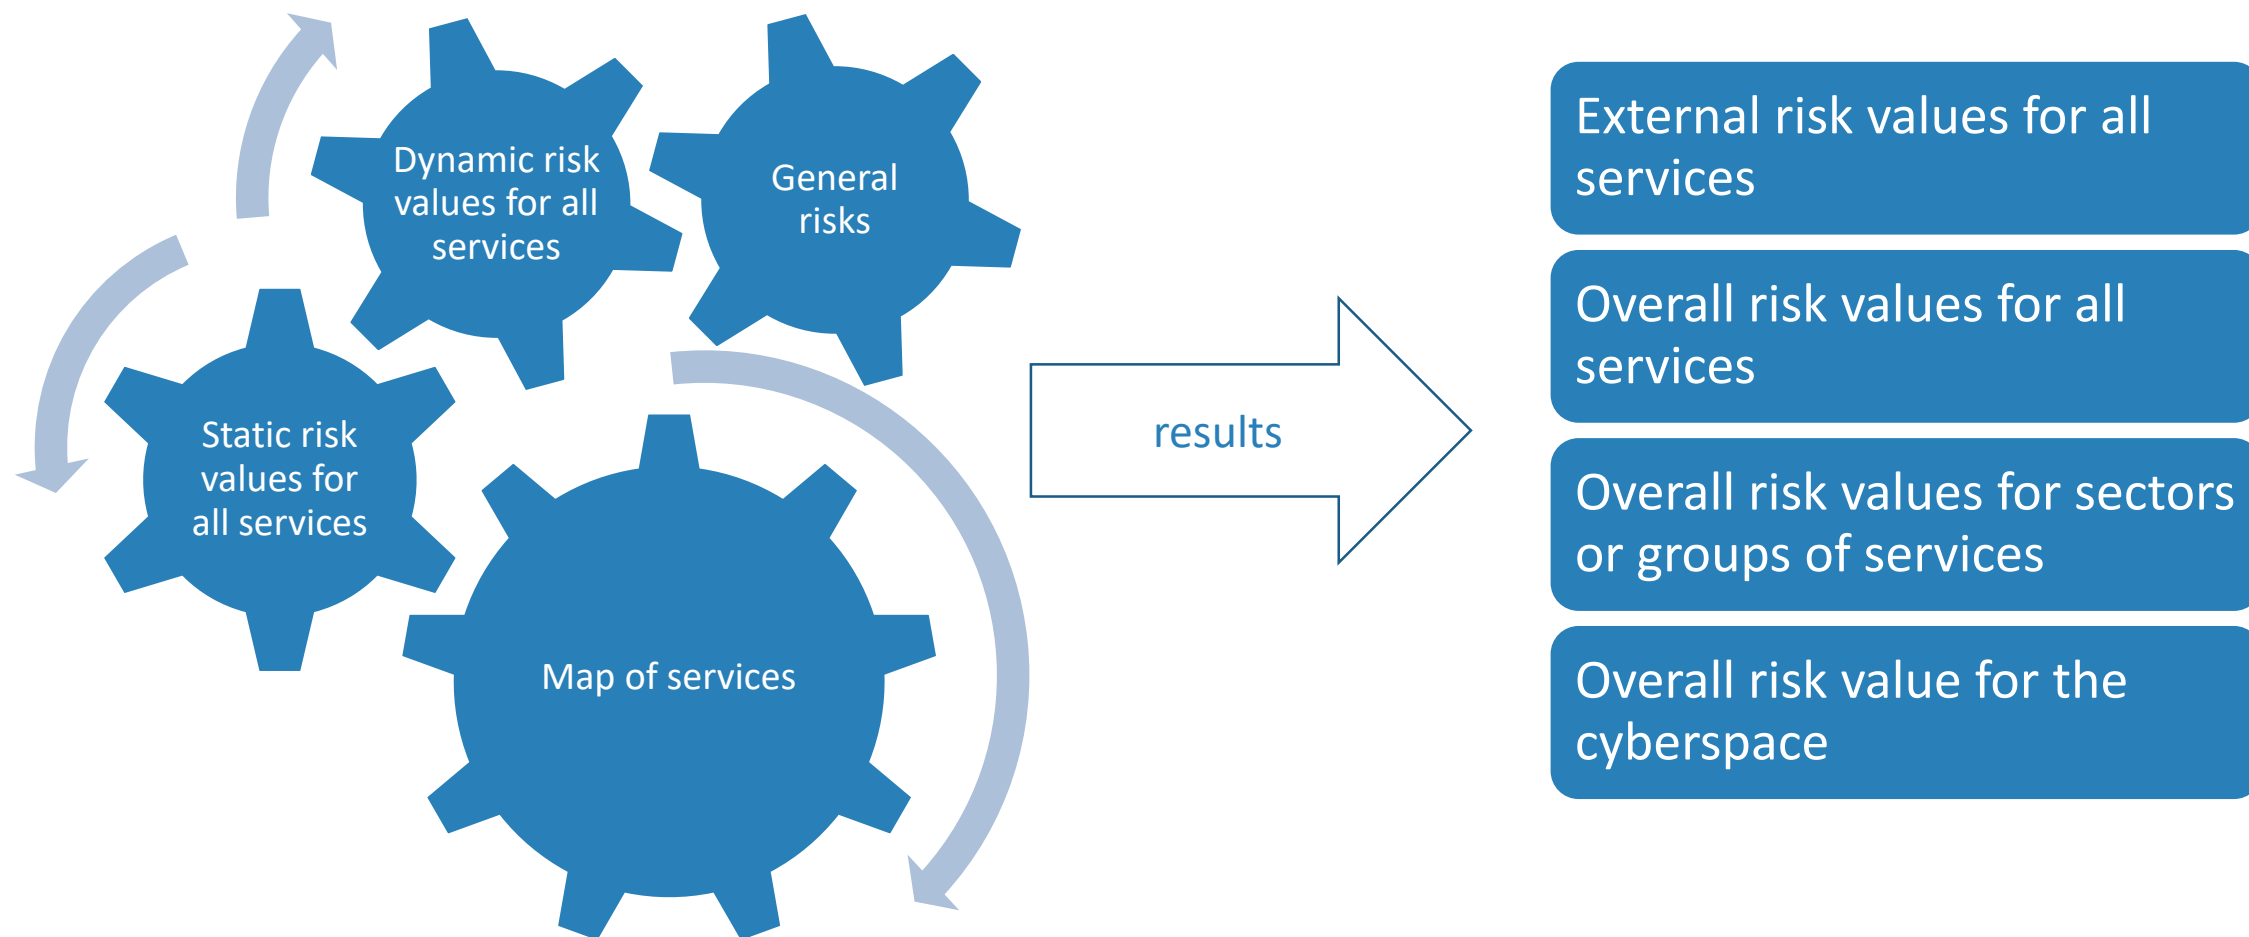 Dynamic risk
values for all
services
General
risks
Static risk
values for
all services
Map of services
results
External risk values for all
services
Overall risk values for all
services
Overall risk values for sectors
or groups of services
Overall risk value for the
cyberspace